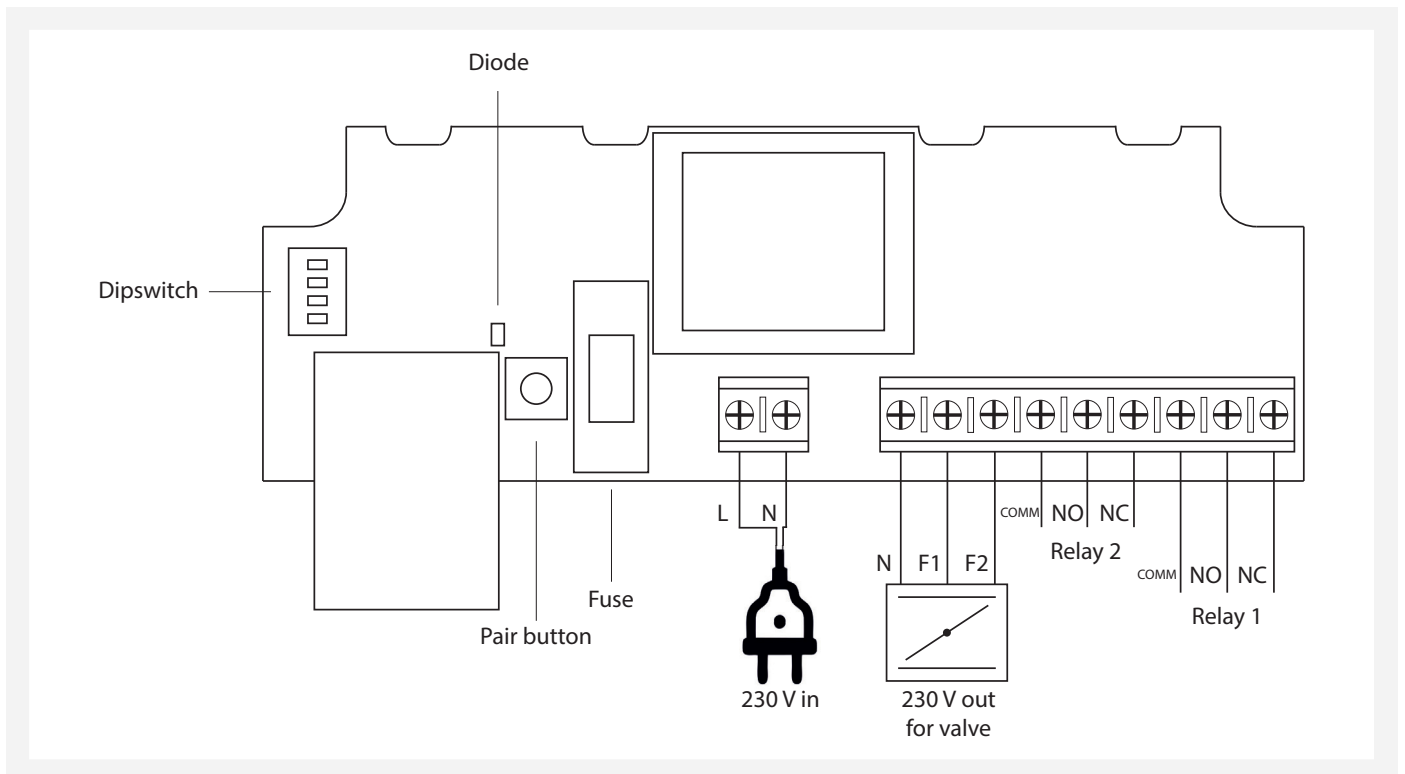 Diode
Dipswitch
L N
COMM NO NC
Relay 2
N F1 F2
COMM NO NC
Relay 1
Fuse
Pair button
230 V in
230 V out
for valve